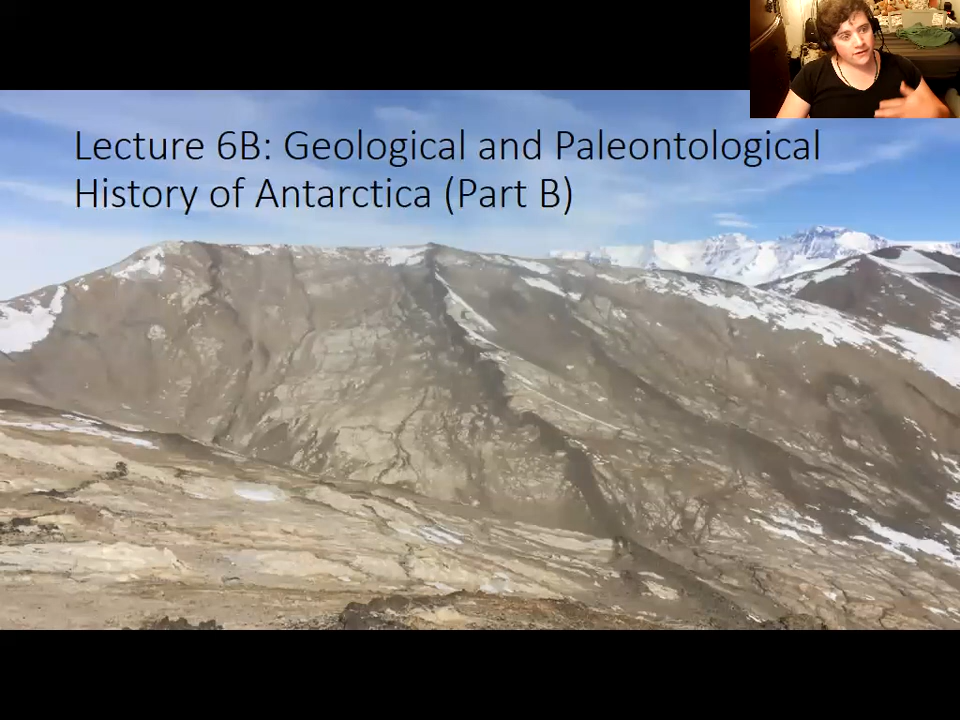 Lecture 6B: Geological and Paleontological
History of Antarctica (Part B)